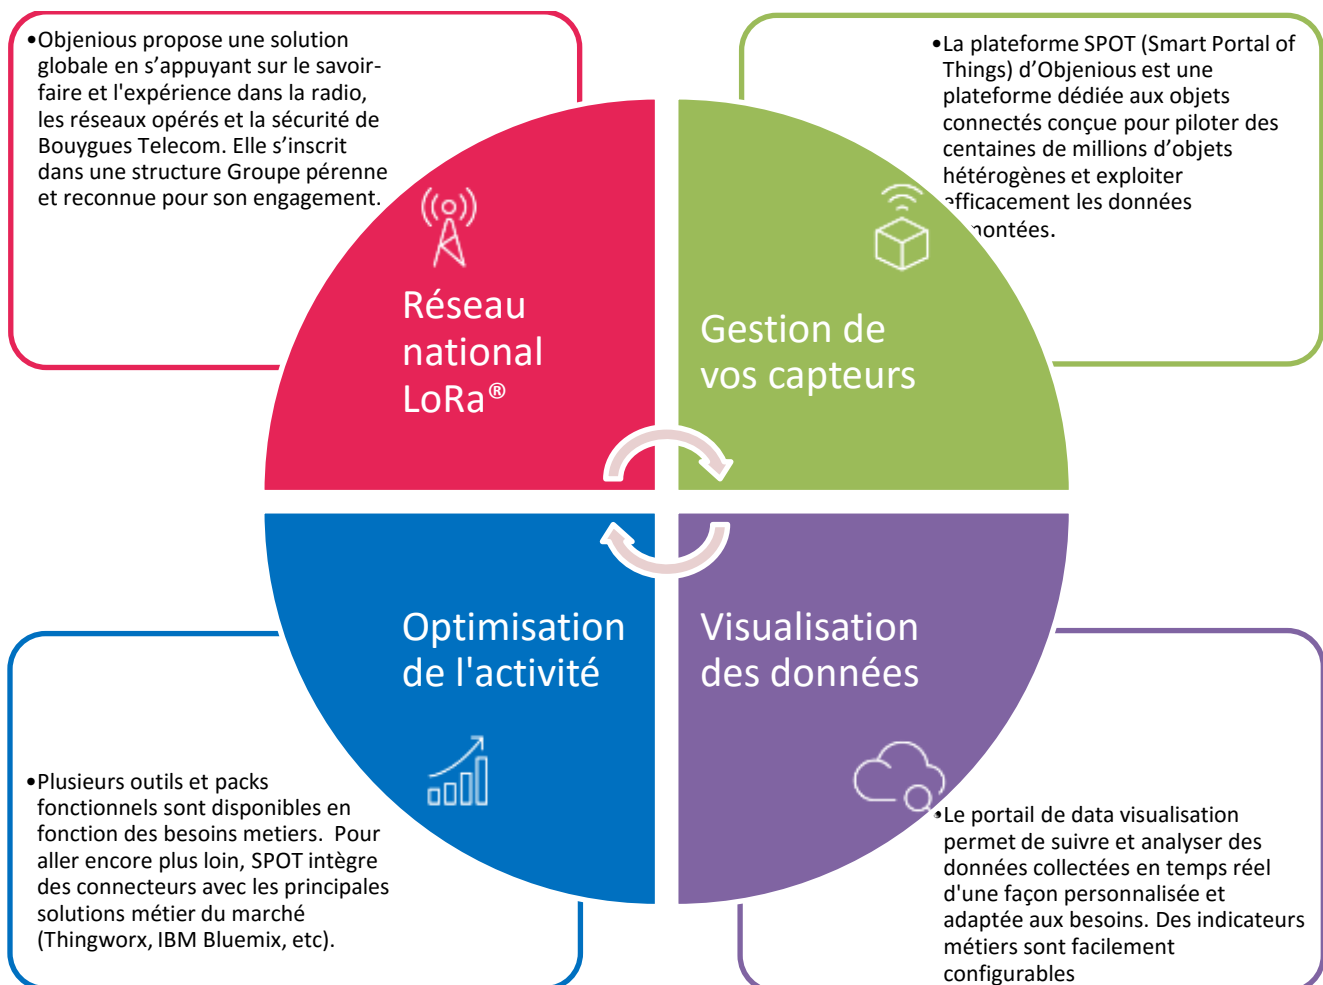 •Objenious propose une solution
globale en s’appuyant sur le savoir-
faire et l'expérience dans la radio,
les réseaux opérés et la sécurité de
Bouygues Telecom. Elle s’inscrit
dans une structure Groupe pérenne
et reconnue pour son engagement.
Réseau
national
LoRa®
•La plateforme SPOT (Smart Portal of
Things) d’Objenious est une
plateforme dédiée aux objets
connectés conçue pour piloter des
centaines de millions d’objets
hétérogènes et exploiter
efficacement les données
montées.
Gestion de
vos capteurs
Optimisation
de l'activité
•Plusieurs outils et packs
fonctionnels sont disponibles en
fonction des besoins metiers. Pour
aller encore plus loin, SPOT intègre
des connecteurs avec les principales
solutions métier du marché
(Thingworx, IBM Bluemix, etc).
Visualisation
des données
•Le portail de data visualisation
permet de suivre et analyser des
données collectées en temps réel
d'une façon personnalisée et
adaptée aux besoins. Des indicateurs
métiers sont facilement
configurables